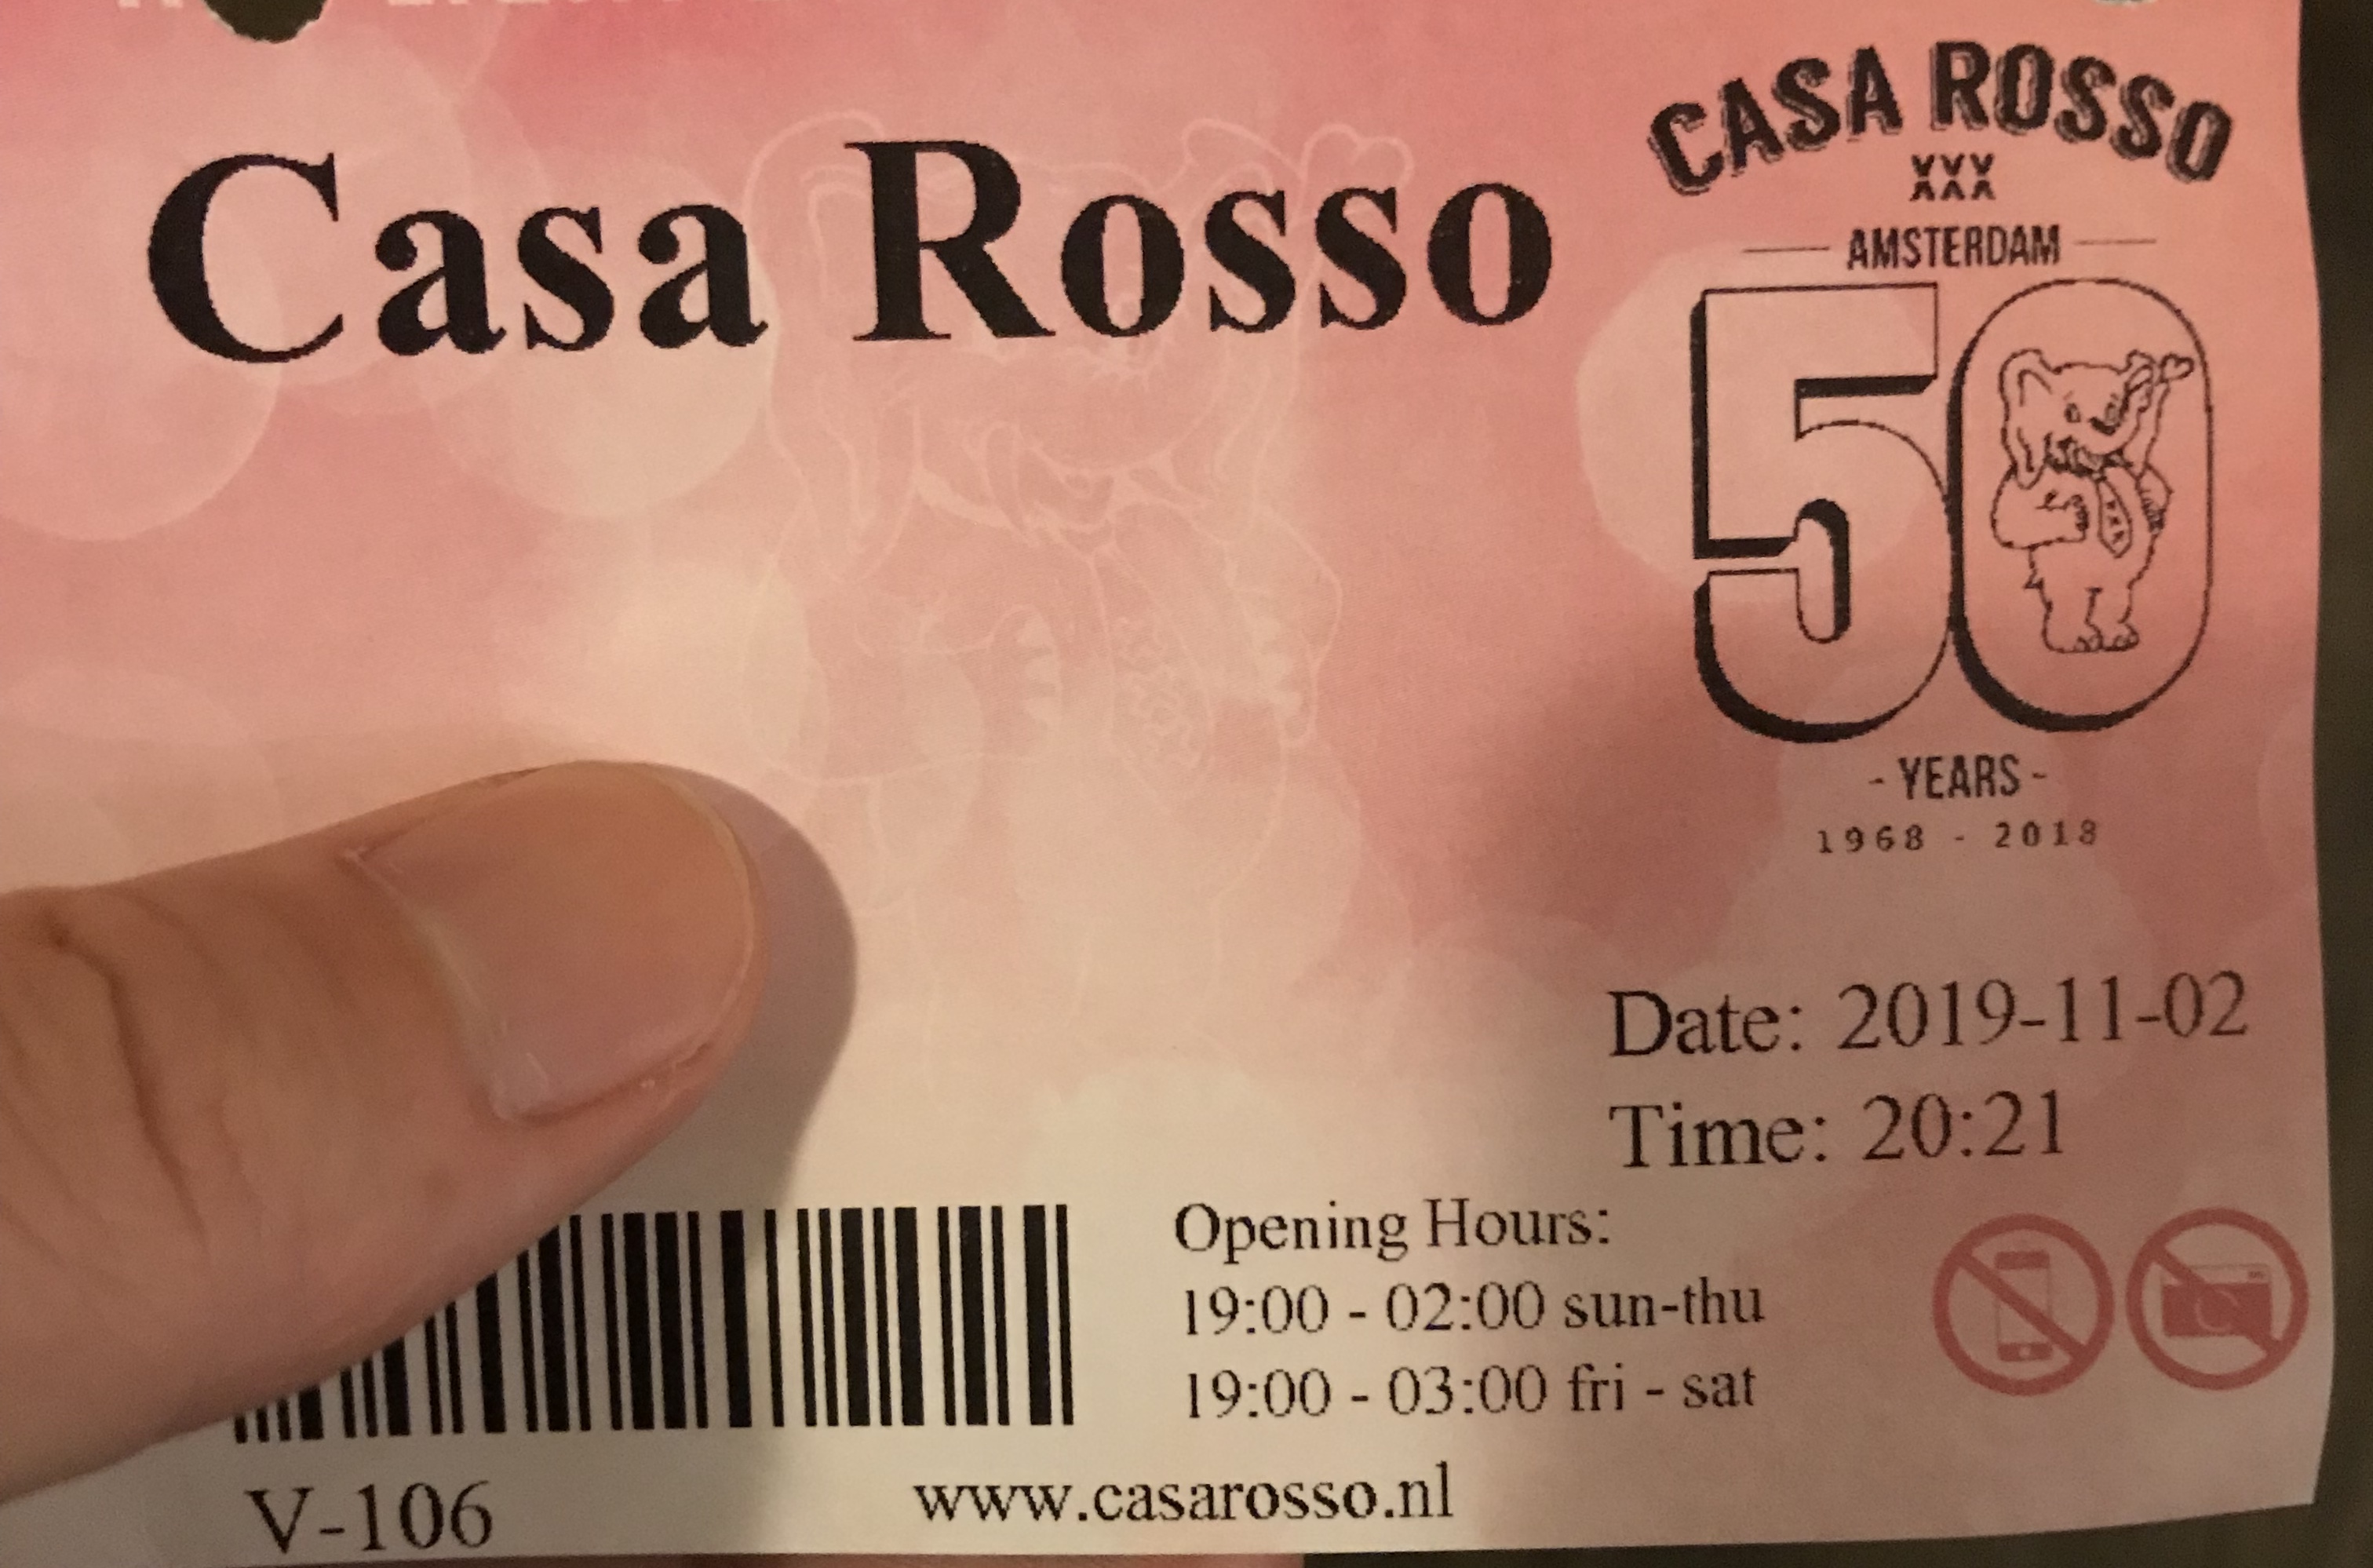 Casa Rosso
CASA ROSSO
XXX
AMSTERDAM
50
- YEARS -
1968 - 2018
Date: 2019-11-02
Time: 20:21
Opening Hours:
19:00 - 02:00 sun-thu
19:00 - 03:00 fri - sat
V-106
www.casarosso.nl